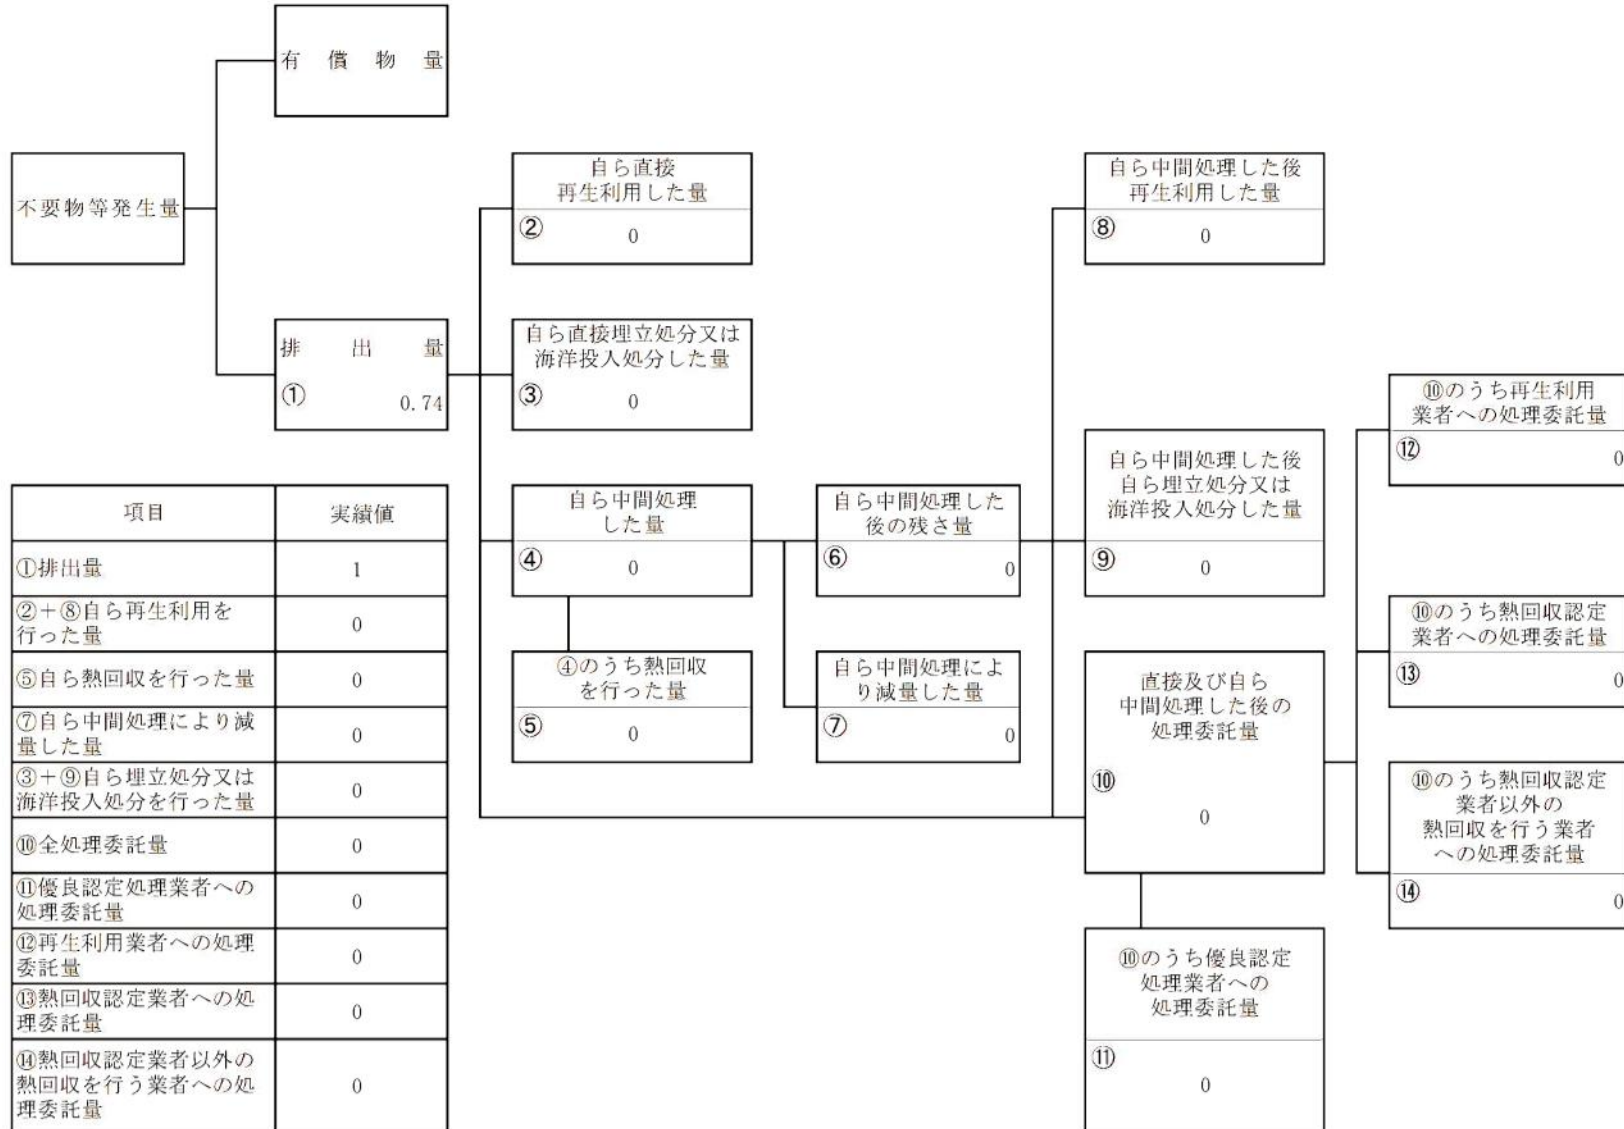 有償物量
不要物等発生量
排出量
① 0.74
自ら直接
再生利用した量
② 0
自ら直接埋立処分又は
海洋投入処分した量
③ 0
自ら中間処理
した量
④ 0
④のうち熱回収
を行った量
⑤ 0
自ら中間処理した
後の残さ量
⑥ 0
自ら中間処理によ
り減量した量
⑦ 0
自ら中間処理した後
再生利用した量
⑧ 0
自ら中間処理した後
自ら埋立処分又は
海洋投入処分した量
⑨ 0
直接及び自ら
中間処理した後の
処理委託量
⑩
0
⑩のうち優良認定
処理業者への
処理委託量
⑪
0
⑩のうち再生利用
業者への処理委託量
⑫ 0
⑩のうち熱回収認定
業者への処理委託量
⑬ 0
⑩のうち熱回収認定
業者以外の
熱回収を行う業者
への処理委託量
⑭ 0
項目 実績値
①排出量 1
②+⑧自ら再生利用を
行った量 0
⑤自ら熱回収を行った量 0
⑦自ら中間処理により減
量した量 0
③+⑨自ら埋立処分又は
海洋投入処分を行った量 0
⑩全処理委託量 0
⑪優良認定処理業者への
処理委託量 0
⑫再生利用業者への処理
委託量 0
⑬熱回収認定業者への処
理委託量 0
⑭熱回収認定業者以外の
熱回収を行う業者への処 0
理委託量